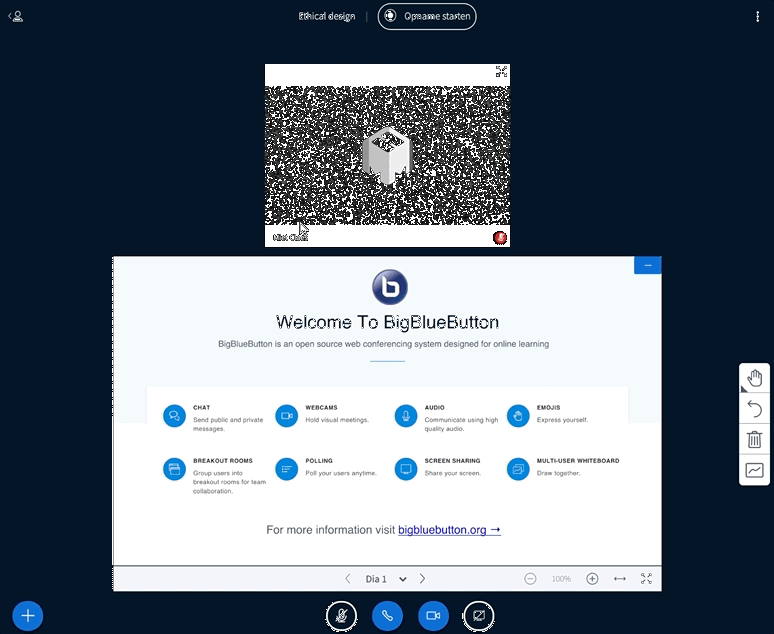 Ethical design
Opname starten
Welcome To BigBlueButton
BigBlueButton is an open source web conferencing system designed for online learning
CHAT
Send public and private
messages.
WEBCAMS
Hold visual meetings.
AUDIO
Communicate using high
quality audio.
EMOJIS
Express yourself.
BREAKOUT ROOMS
Group users into
breakout rooms for team
collaboration.
POLLING
Poll your users anytime.
SCREEN SHARING
Share your screen.
MULTI-USER WHITEBOARD
Draw together.
For more information visit bigbluebutton.org →
Dia 1
100%